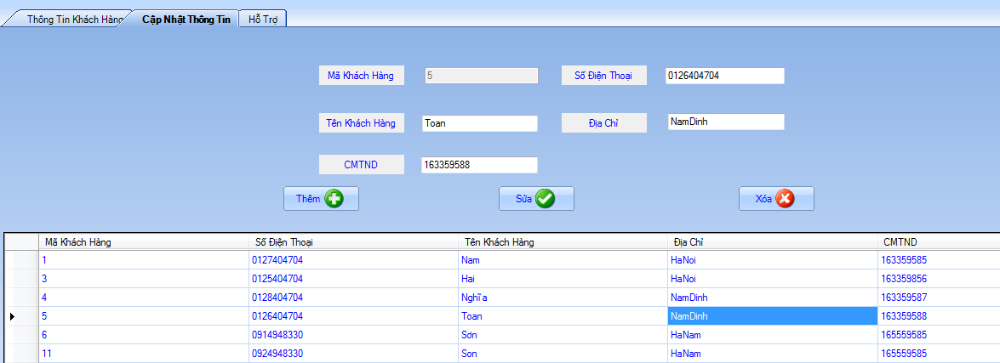 Thông Tin Khách Hàng Cập Nhật Thông Tin Hỗ Trợ
Mã Khách Hàng 5 Số Điện Thoại 0126404704
Tên Khách Hàng Toan Địa Chỉ NamDinh
CMTND 163359588
Thêm Sửa Xóa
Mã Khách Hàng Số Điện Thoại Tên Khách Hàng Địa Chỉ CMTND
1 0127404704 Nam HaNoi 163359585
3 0125404704 Hai HaNoi 163359856
4 0128404704 Nghĩa NamDinh 163359587
5 0126404704 Toan NamDinh 163359588
6 0914948330 Sơn HaNam 165559585
11 0924948330 Son HaNam 165559585